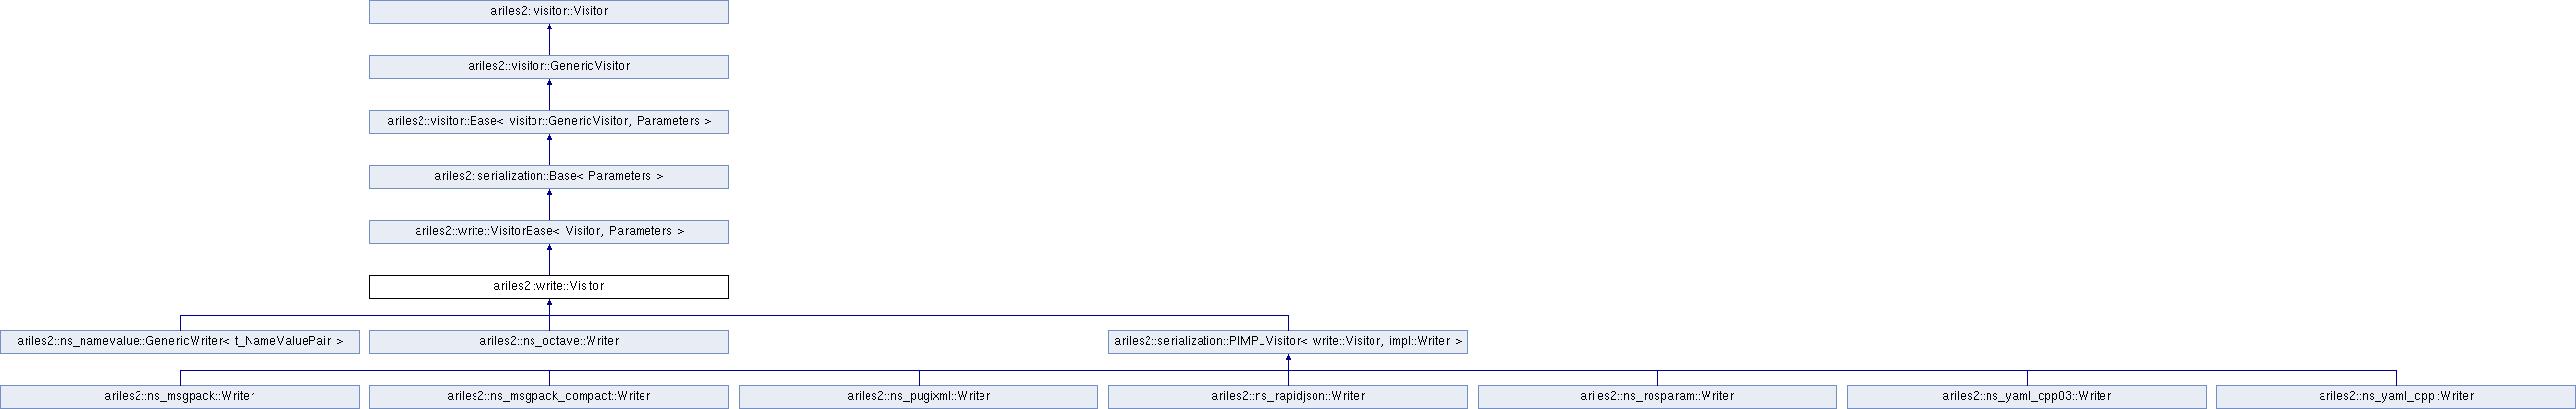 ariles2::visitor::Visitor
ariles2::visitor::GenericVisitor
ariles2::visitor::Base< visitor::GenericVisitor, Parameters >
ariles2::serialization::Base< Parameters >
ariles2::write::VisitorBase< Visitor, Parameters >
ariles2::write::Visitor
ariles2::ns_namevalue::GenericWriter< t_NameValuePair >
ariles2::ns_octave::Writer
ariles2::serialization::PIMPLVisitor< write::Visitor, impl::Writer >
ariles2::ns_msgpack::Writer
ariles2::ns_msgpack_compact::Writer
ariles2::ns_pugixml::Writer
ariles2::ns_rapidjson::Writer
ariles2::ns_rosparam::Writer
ariles2::ns_yaml_cpp03::Writer
ariles2::ns_yaml_cpp::Writer